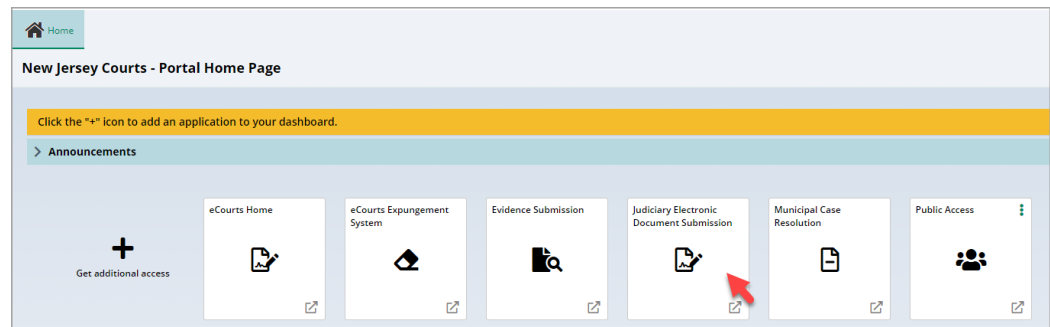 Home
New Jersey Courts - Portal Home Page
Click the "+" icon to add an application to your dashboard.
Announcements
Get additional access
eCourts Home
eCourts Expungement
System
Evidence Submission
Judiciary Electronic
Document Submission
Municipal Case
Resolution
Public Access